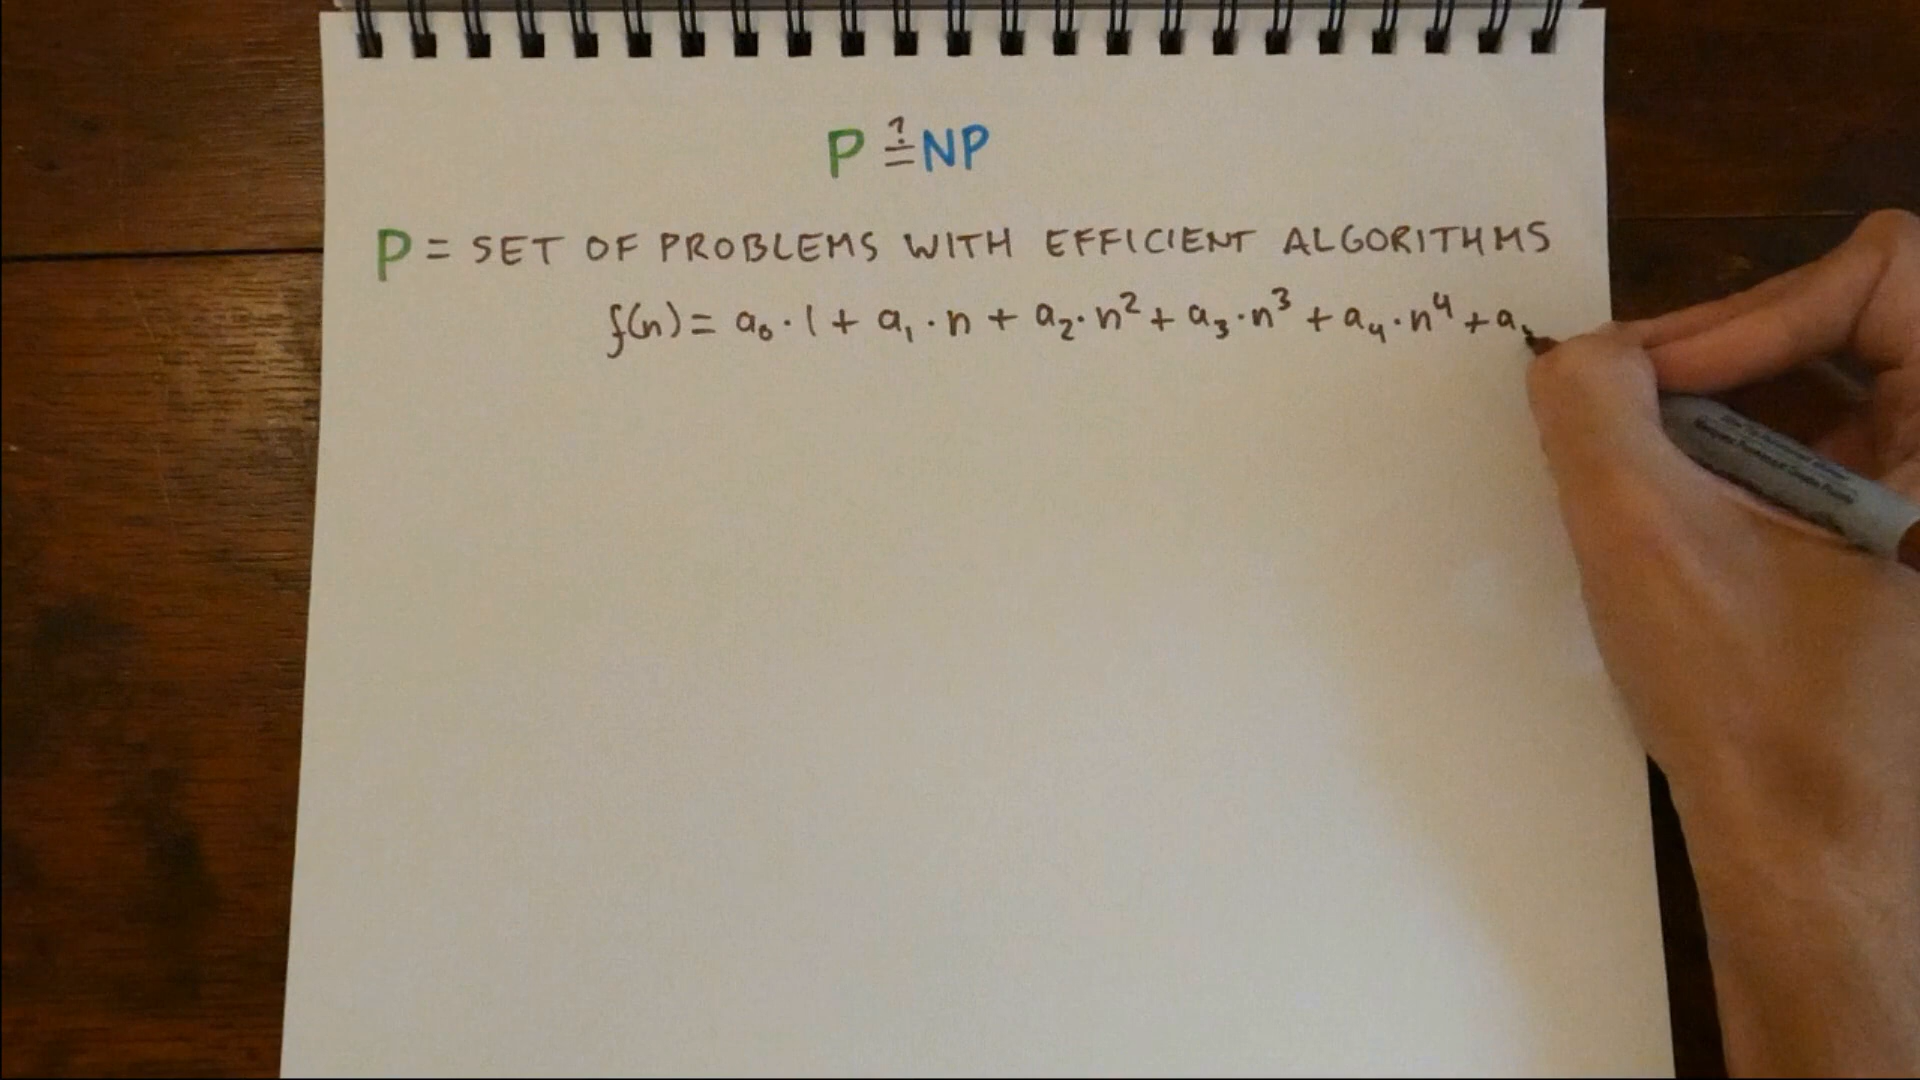 P ≟ NP
P = SET OF PROBLEMS WITH EFFICIENT ALGORITHMS
f(n) = a₀ · 1 + a₁ · n + a₂ · n² + a₃ · n³ + a₄ · n⁴ + a